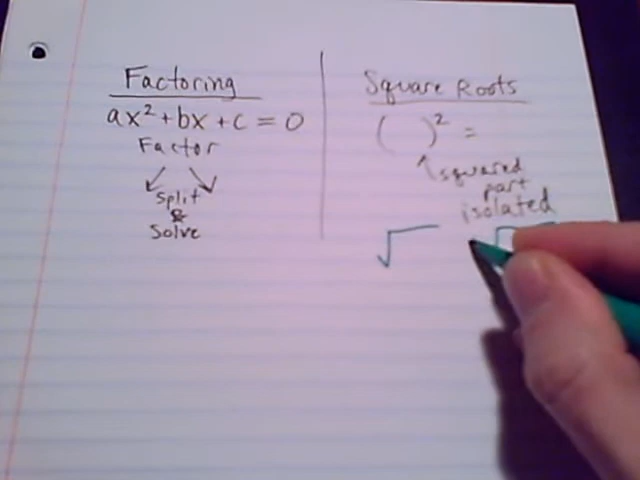 Factoring
ax² + bx + c = 0
Factor
Split
&
Solve
Square Roots
(   )² =
squared
part
isolated
√   √